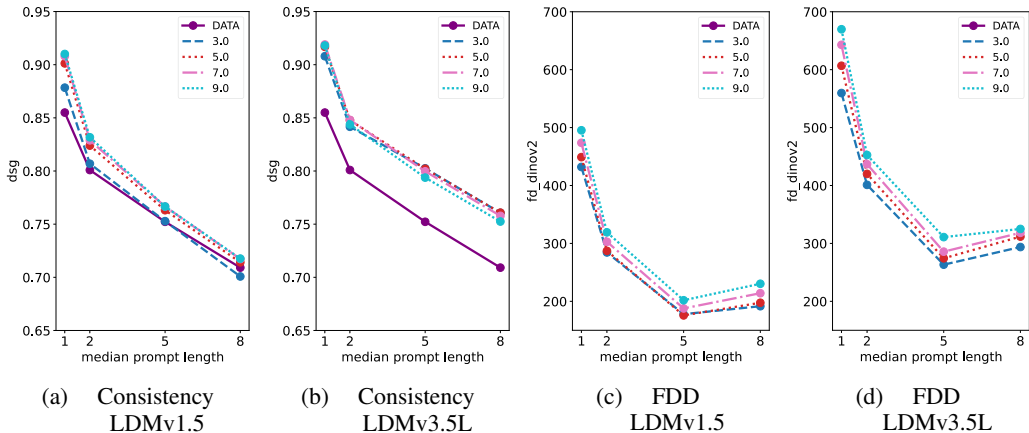 0.95
0.90
0.85
0.80
0.75
0.70
0.65
dsg
1 2 5 8
median prompt length
DATA
3.0
5.0
7.0
9.0
(a) Consistency
LDMv1.5
0.95
0.90
0.85
0.80
0.75
0.70
0.65
dsg
1 2 5 8
median prompt length
DATA
3.0
5.0
7.0
9.0
(b) Consistency
LDMv3.5L
700
600
500
400
300
200
fd_dinov2
1 2 5 8
median prompt length
DATA
3.0
5.0
7.0
9.0
(c) FDD
LDMv1.5
700
600
500
400
300
200
fd_dinov2
1 2 5 8
median prompt length
DATA
3.0
5.0
7.0
9.0
(d) FDD
LDMv3.5L